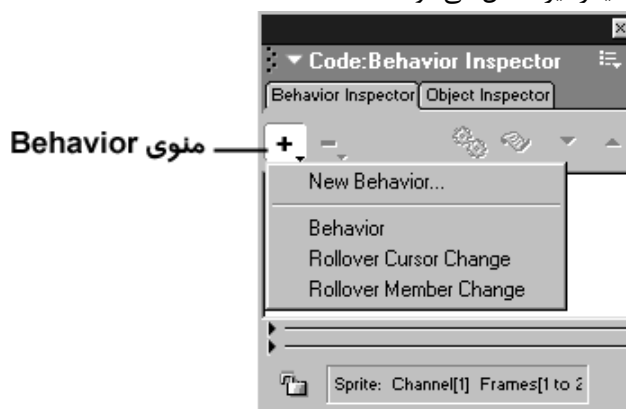 Code:Behavior Inspector
Behavior Inspector Object Inspector
منوی Behavior
New Behavior...
Behavior
Rollover Cursor Change
Rollover Member Change
Sprite: Channel[1] Frames[1 to 2